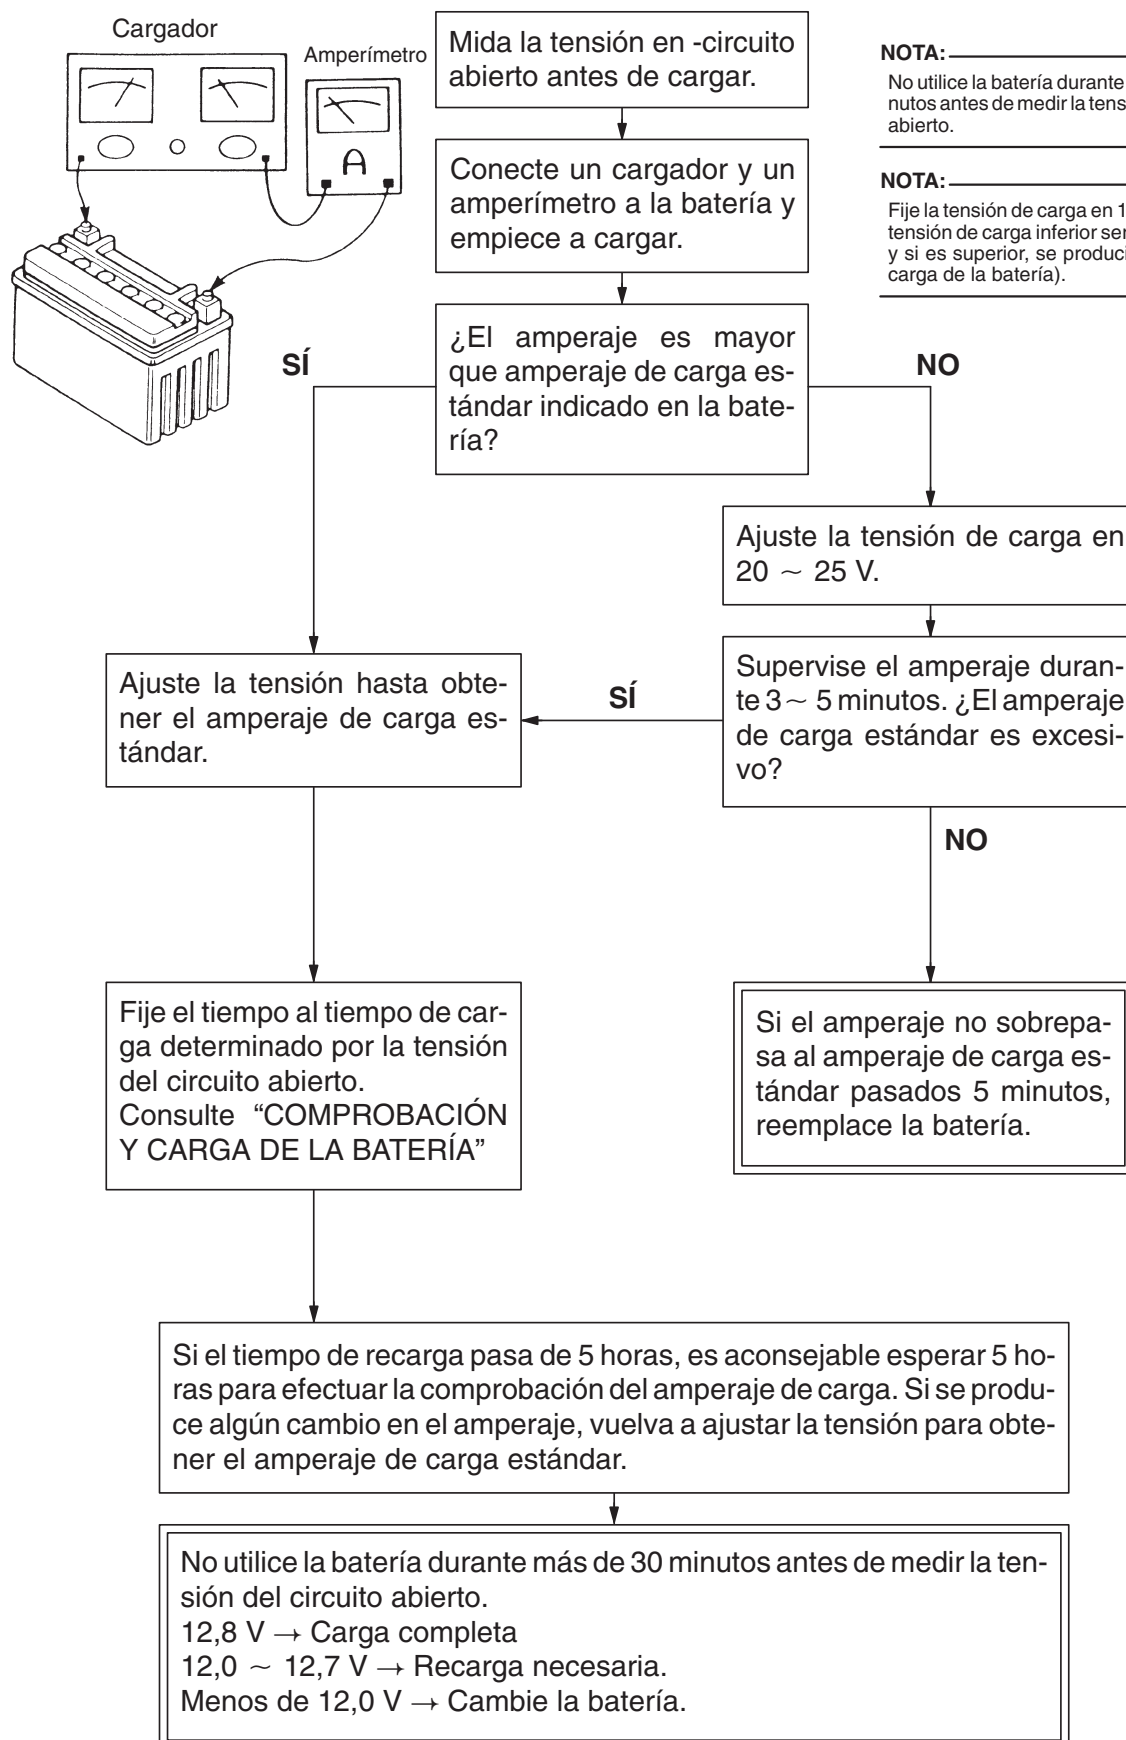 Cargador
Amperímetro
A
Mida la tensión en -circuito
abierto antes de cargar.
NOTA:
No utilice la batería durante
nutos antes de medir la tens
abierto.
Conecte un cargador y un
amperímetro a la batería y
empiece a cargar.
NOTA:
Fije la tensión de carga en 1
tensión de carga inferior ser
y si es superior, se produci
carga de la batería).
¿El amperaje es mayor
que amperaje de carga es-
tándar indicado en la bate-
ría?
SÍ
NO
Ajuste la tensión de carga en
20 ~ 25 V.
Supervise el amperaje duran-
te 3 ~ 5 minutos. ¿El amperaje
de carga estándar es excesi-
vo?
SÍ
Ajuste la tensión hasta obte-
ner el amperaje de carga es-
tándar.
NO
Fije el tiempo al tiempo de car-
ga determinado por la tensión
del circuito abierto.
Consulte “COMPROBACIÓN
Y CARGA DE LA BATERÍA”
Si el amperaje no sobrepa-
sa al amperaje de carga es-
tándar pasados 5 minutos,
reemplace la batería.
Si el tiempo de recarga pasa de 5 horas, es aconsejable esperar 5 ho-
ras para efectuar la comprobación del amperaje de carga. Si se produ-
ce algún cambio en el amperaje, vuelva a ajustar la tensión para obte-
ner el amperaje de carga estándar.
No utilice la batería durante más de 30 minutos antes de medir la ten-
sión del circuito abierto.
12,8 V → Carga completa
12,0 ~ 12,7 V → Recarga necesaria.
Menos de 12,0 V → Cambie la batería.